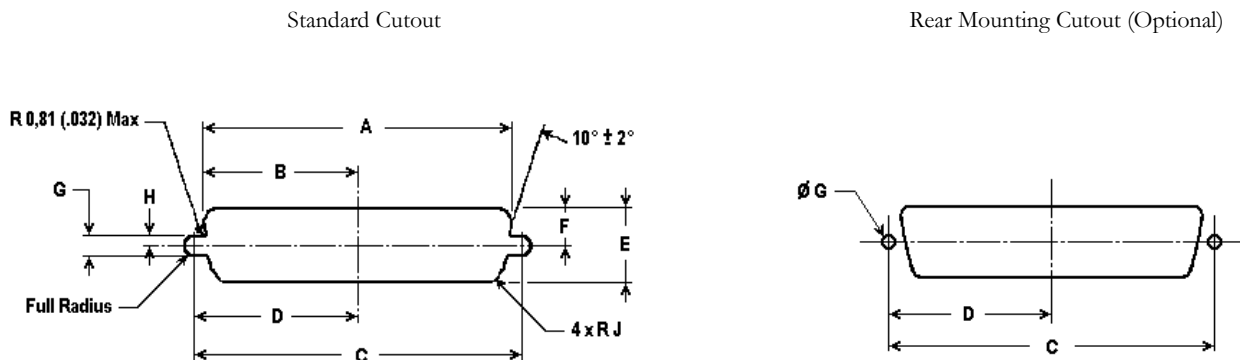 Standard Cutout
Rear Mounting Cutout (Optional)
R 0,81 (.032) Max
A
10° ± 2°
B
G
H
F
E
Full Radius
D
4 x R J
C
Ø G
D
C